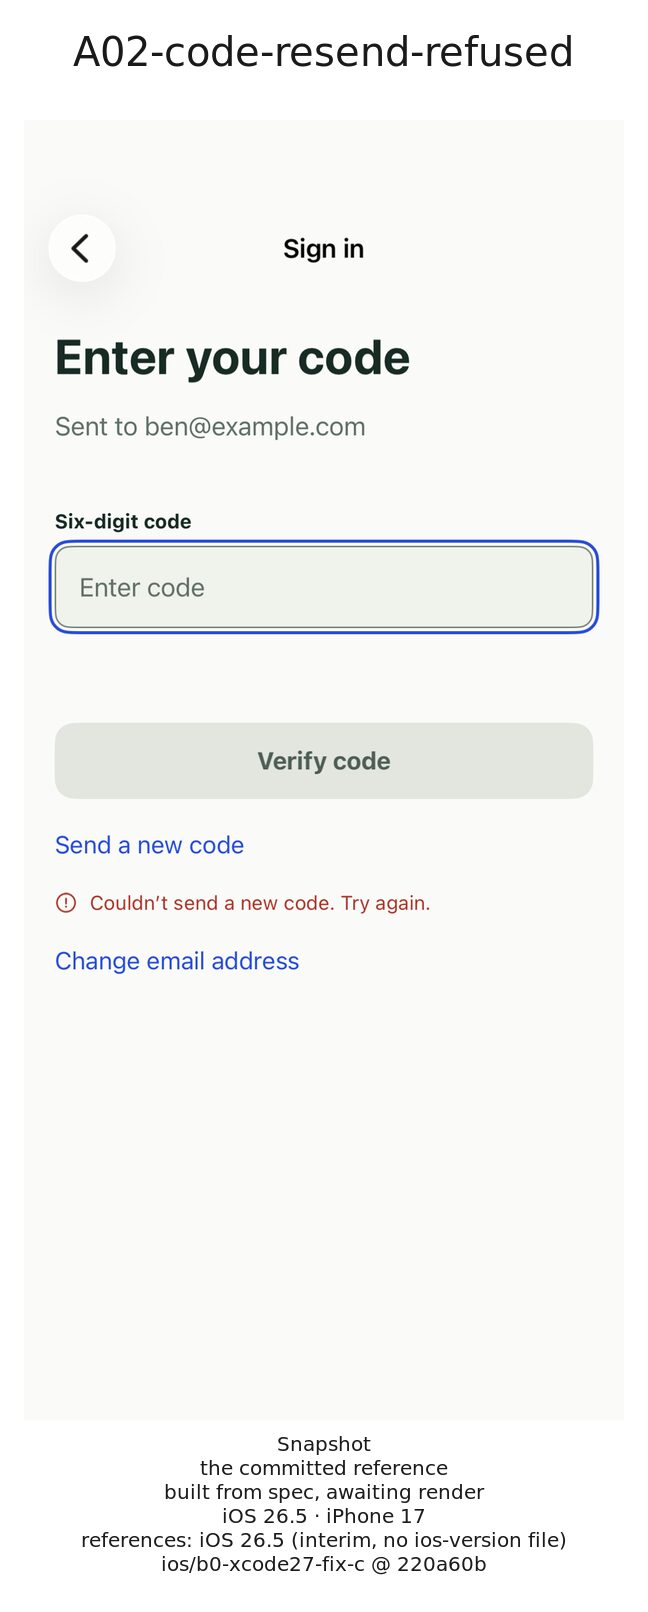 A02-code-resend-refused
Sign in
Enter your code
Sent to ben@example.com
Six-digit code
Enter code
Verify code
Send a new code
Couldn’t send a new code. Try again.
Change email address
Snapshot
the committed reference
built from spec, awaiting render
iOS 26.5 · iPhone 17
references: iOS 26.5 (interim, no ios-version file)
ios/b0-xcode27-fix-c @ 220a60b